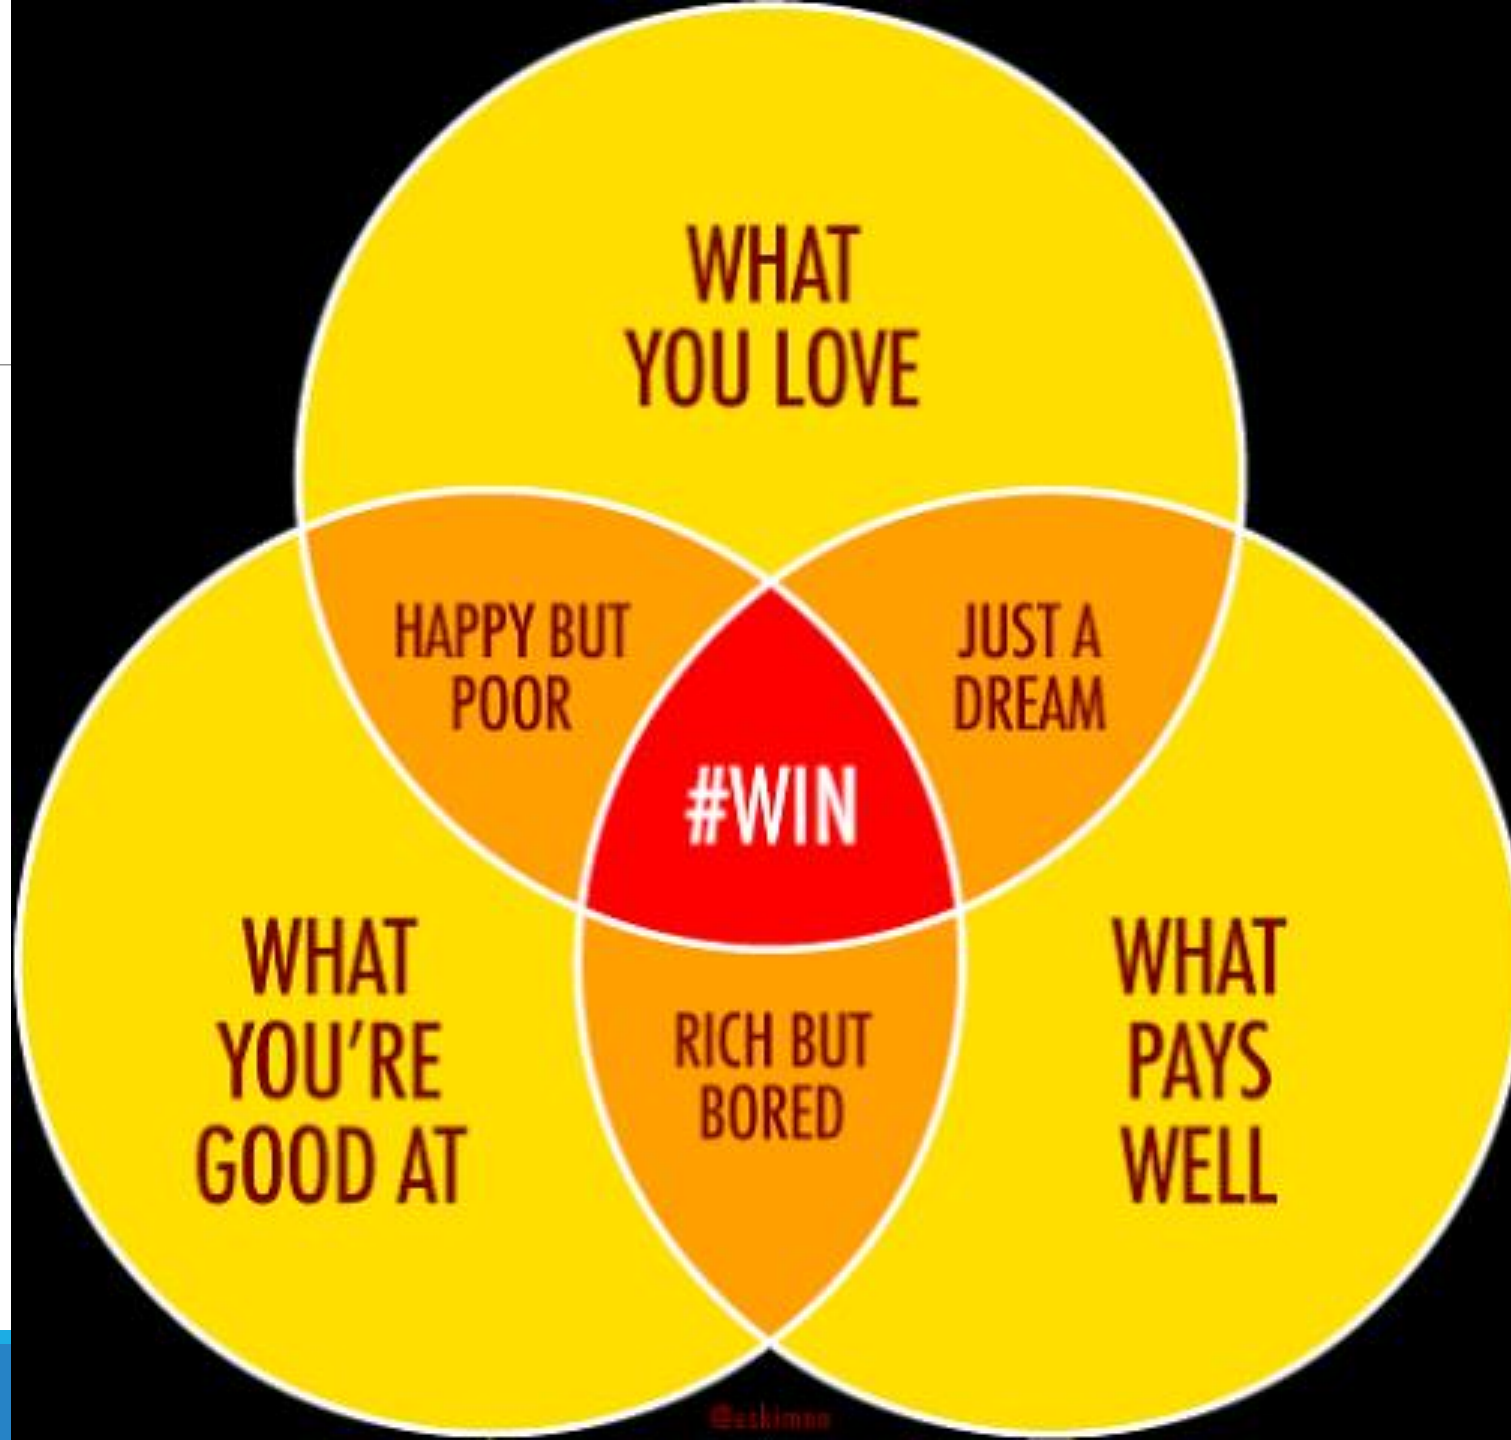 WHAT
YOU LOVE
HAPPY BUT
POOR
JUST A
DREAM
#WIN
WHAT
YOU'RE
GOOD AT
RICH BUT
BORED
WHAT
PAYS
WELL